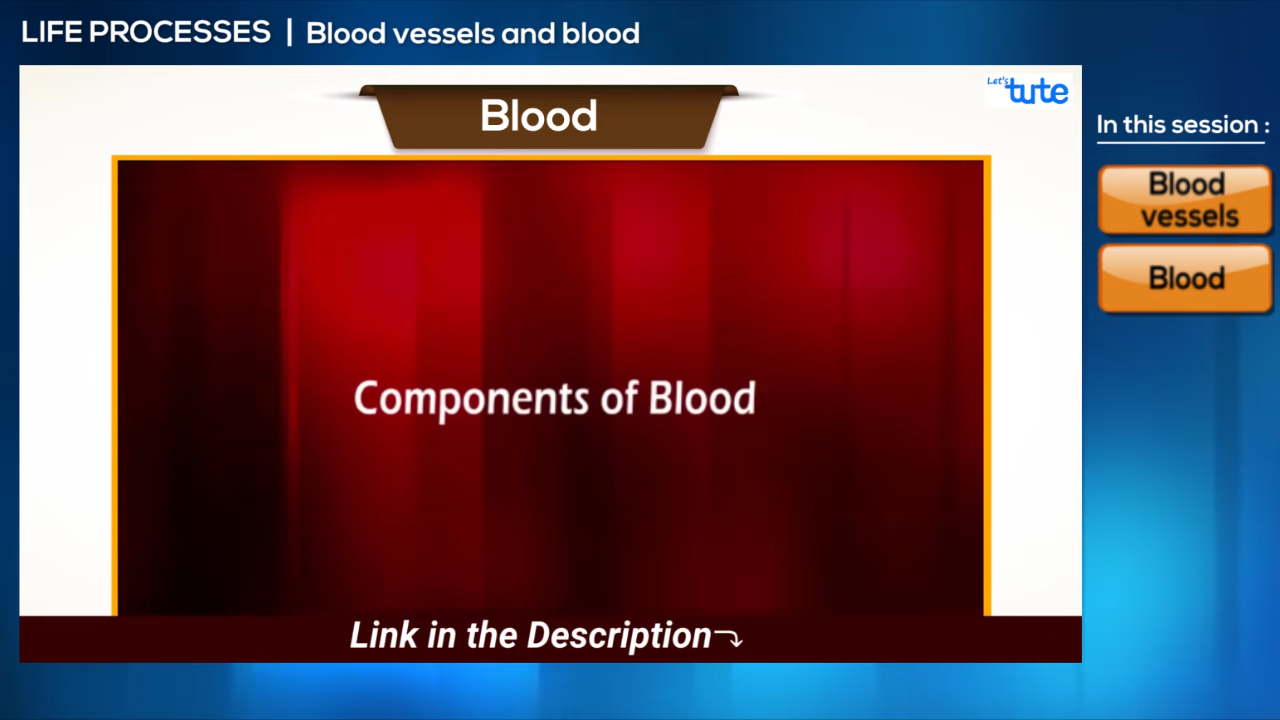 LIFE PROCESSES | Blood vessels and blood
Let's tute
Blood
In this session :
Blood
vessels
Blood
Components of Blood
Link in the Description